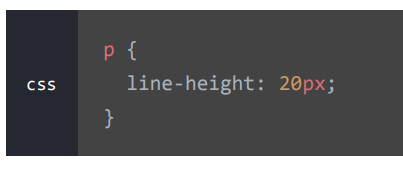 css
p {
line-height: 20px;
}